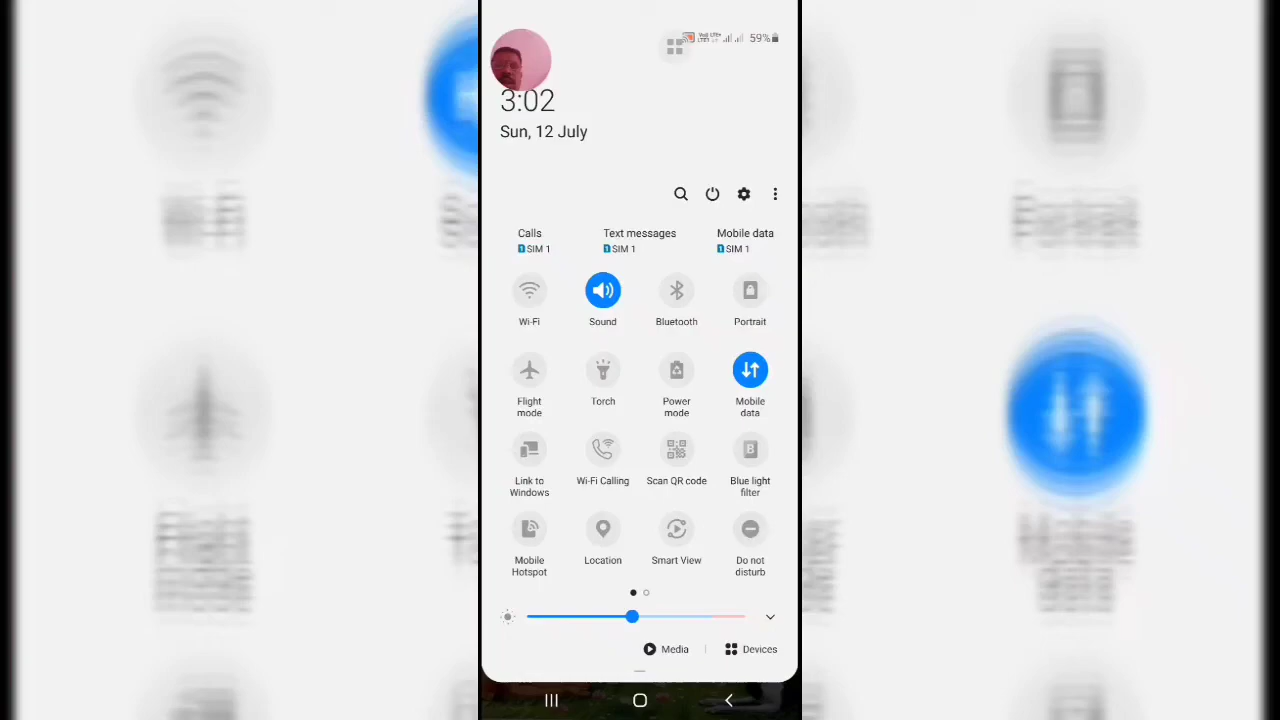 59%
3:02
Sun, 12 July
Calls Text messages Mobile data
SIM 1 SIM 1 SIM 1
Wi-Fi Sound Bluetooth Portrait
Flight mode
Torch
Power mode
Mobile data
Link to Windows
Wi-Fi Calling
Scan QR code
Blue light filter
Mobile Hotspot
Location
Smart View
Do not disturb
Media Devices